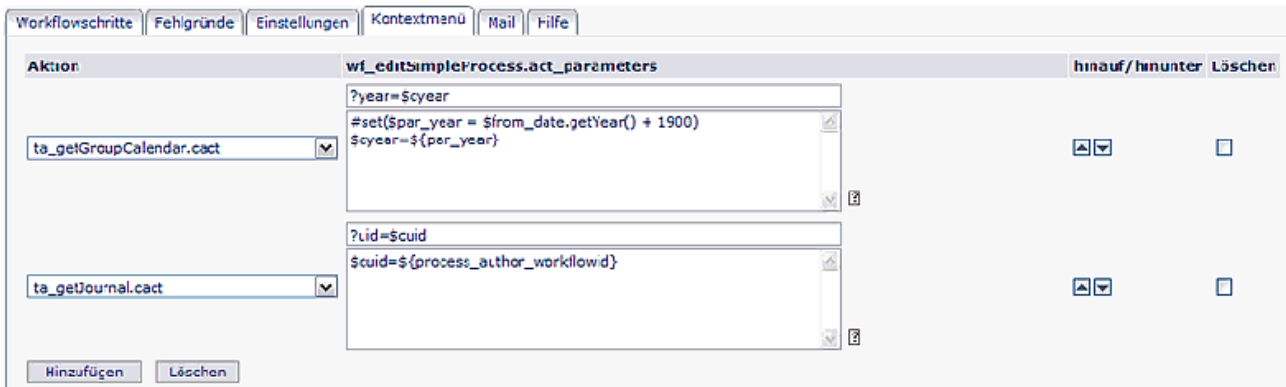 Workflowschritte Fehlgründe Einstellungen Kontextmenü Mail Hilfe
Aktion wf_editSimpleProcess.act_parameters hinauf/hinunter Löschen
?year=$cyear
#set($par_year = $from_date.getYear() + 1900)
ta_getGroupCalendar.cact $cyear=${par_year}
?uid=$cuid
$cuid=${process_author_workflowid}
ta_getJournal.cact
Hinzufügen Löschen